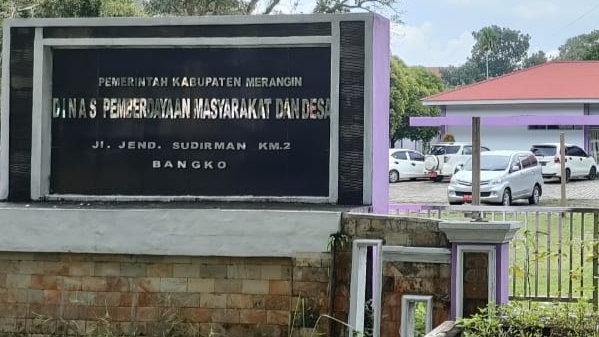 PEMERINTAH KABUPATEN MERANGIN
DINAS PEMBERDAYAAN MASYARAKAT DAN DESA
Jl. JEND. SUDIRMAN KM.2
BANGKO